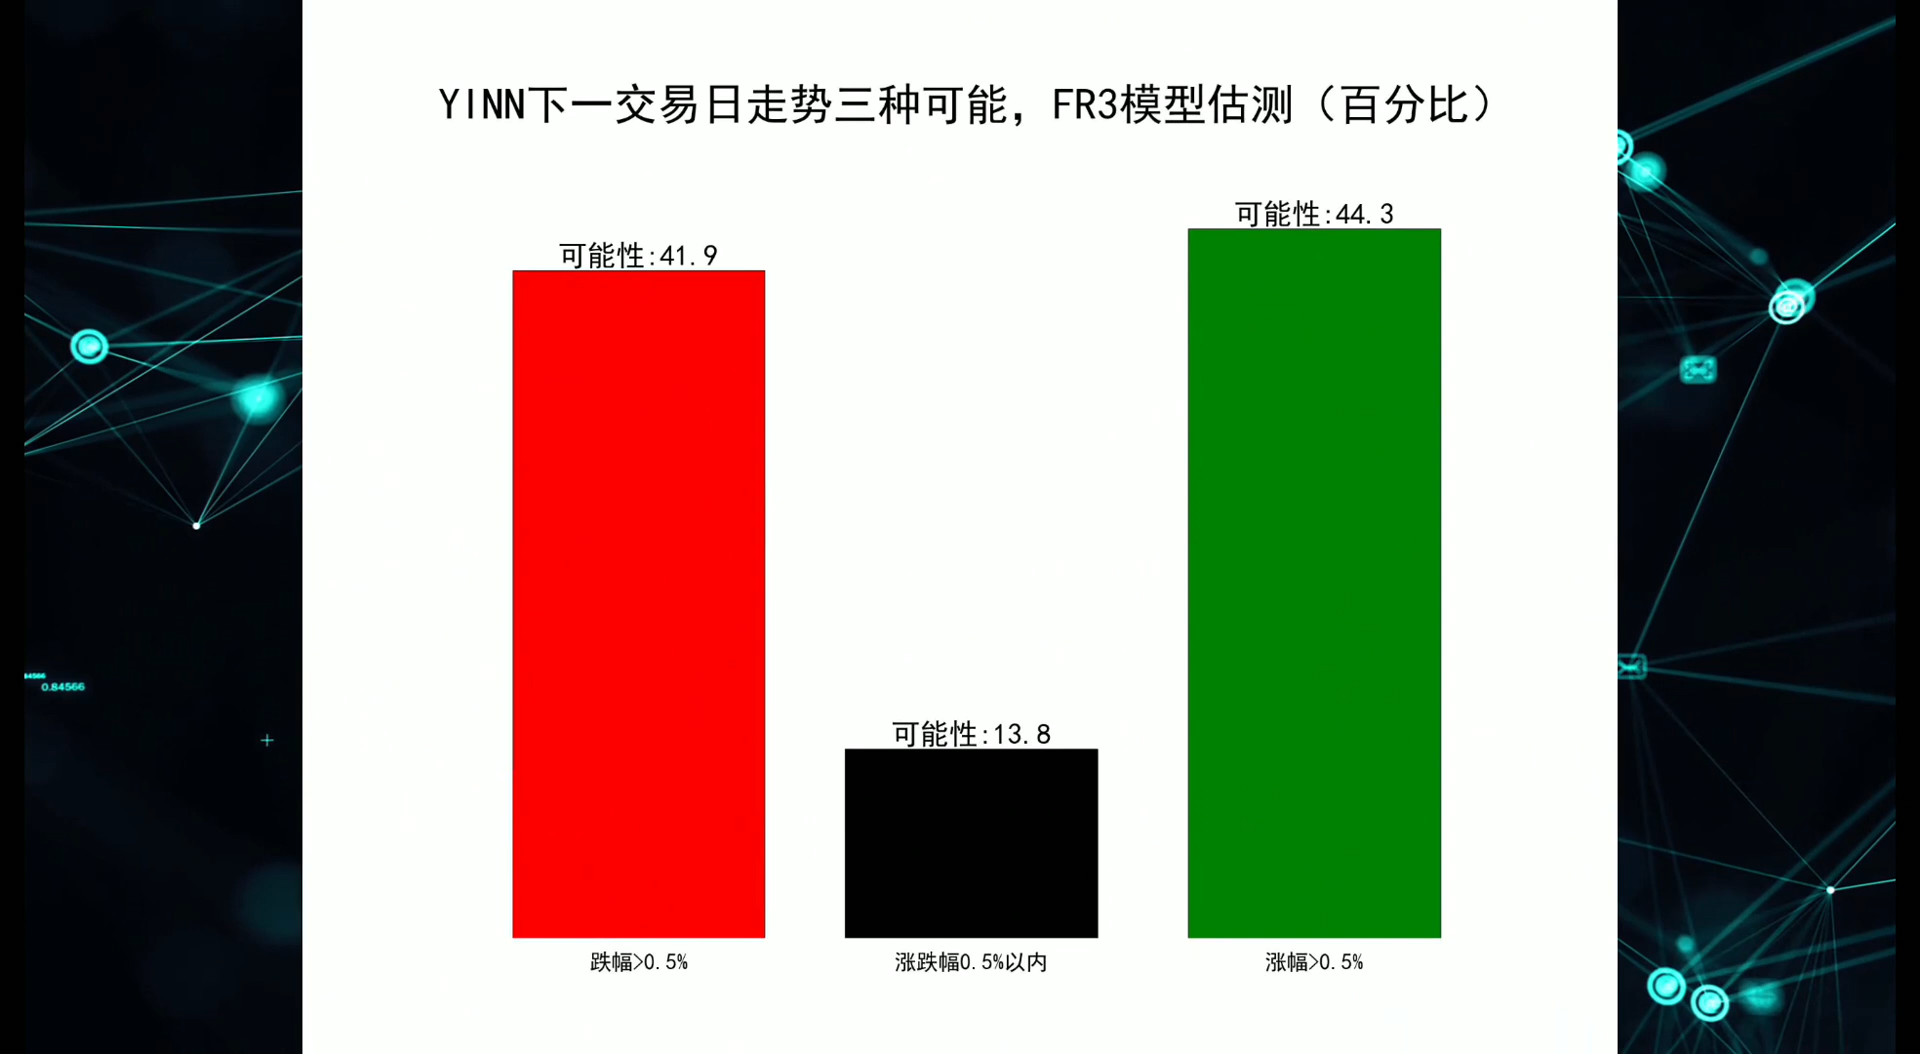 YINN下一交易日走势三种可能，FR3模型估测（百分比）
可能性:44.3
可能性:41.9
可能性:13.8
跌幅>0.5% 涨跌幅0.5%以内 涨幅>0.5%
0.84566